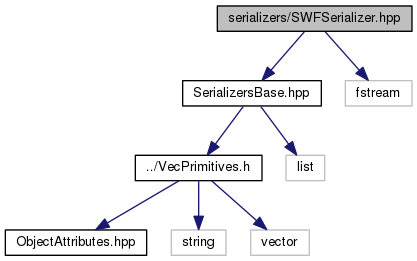 serializers/SWFSerializer.hpp
SerializersBase.hpp
fstream
../VecPrimitives.h
list
ObjectAttributes.hpp
string
vector